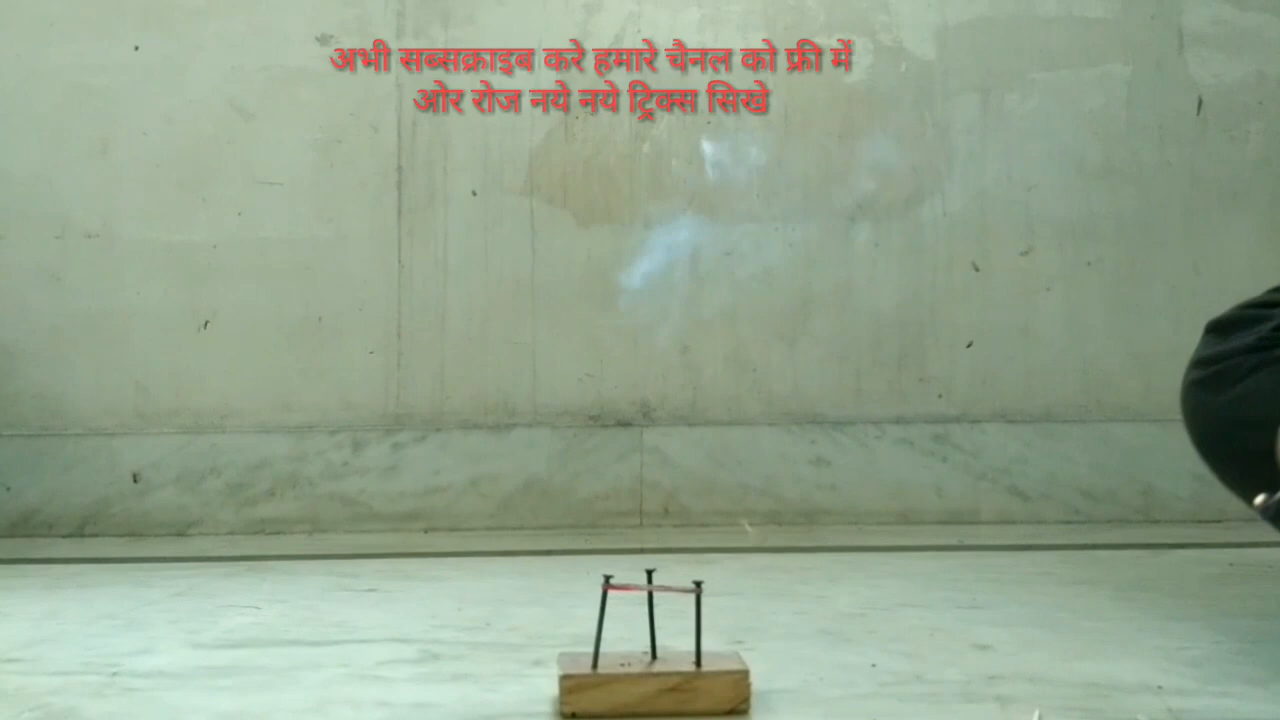 अभी सब्सक्राइब करे हमारे चैनल को फ्री में
ओर रोज नये नये ट्रिक्स सिखे